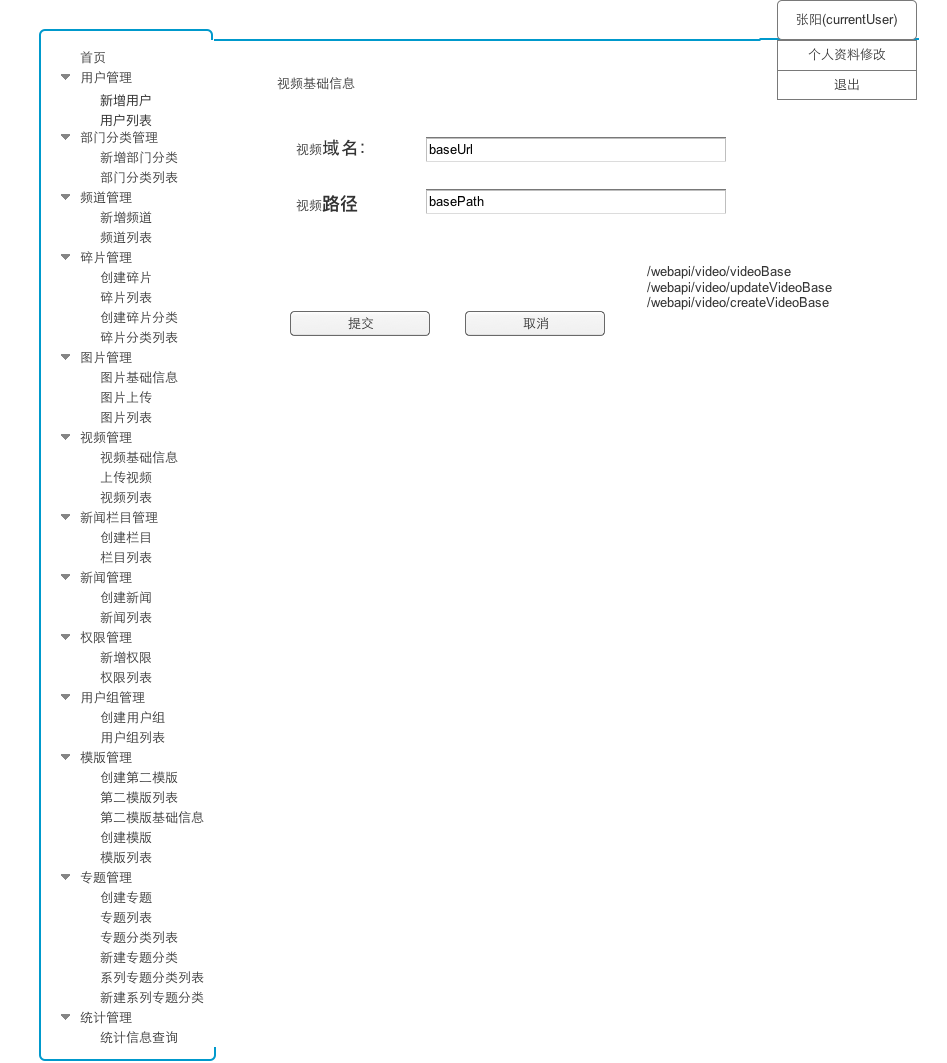 张阳(currentUser)
个人资料修改
退出
首页
用户管理
新增用户
用户列表
部门分类管理
新增部门分类
部门分类列表
频道管理
新增频道
频道列表
碎片管理
创建碎片
碎片列表
创建碎片分类
碎片分类列表
图片管理
图片基础信息
图片上传
图片列表
视频管理
视频基础信息
上传视频
视频列表
新闻栏目管理
创建栏目
栏目列表
新闻管理
创建新闻
新闻列表
权限管理
新增权限
权限列表
用户组管理
创建用户组
用户组列表
模版管理
创建第二模版
第二模版列表
第二模版基础信息
创建模版
模版列表
专题管理
创建专题
专题列表
专题分类列表
新建专题分类
系列专题分类列表
新建系列专题分类
统计管理
统计信息查询
视频基础信息
视频域名： baseUrl
视频路径 basePath
/webapi/video/videoBase
/webapi/video/updateVideoBase
/webapi/video/createVideoBase
提交 取消